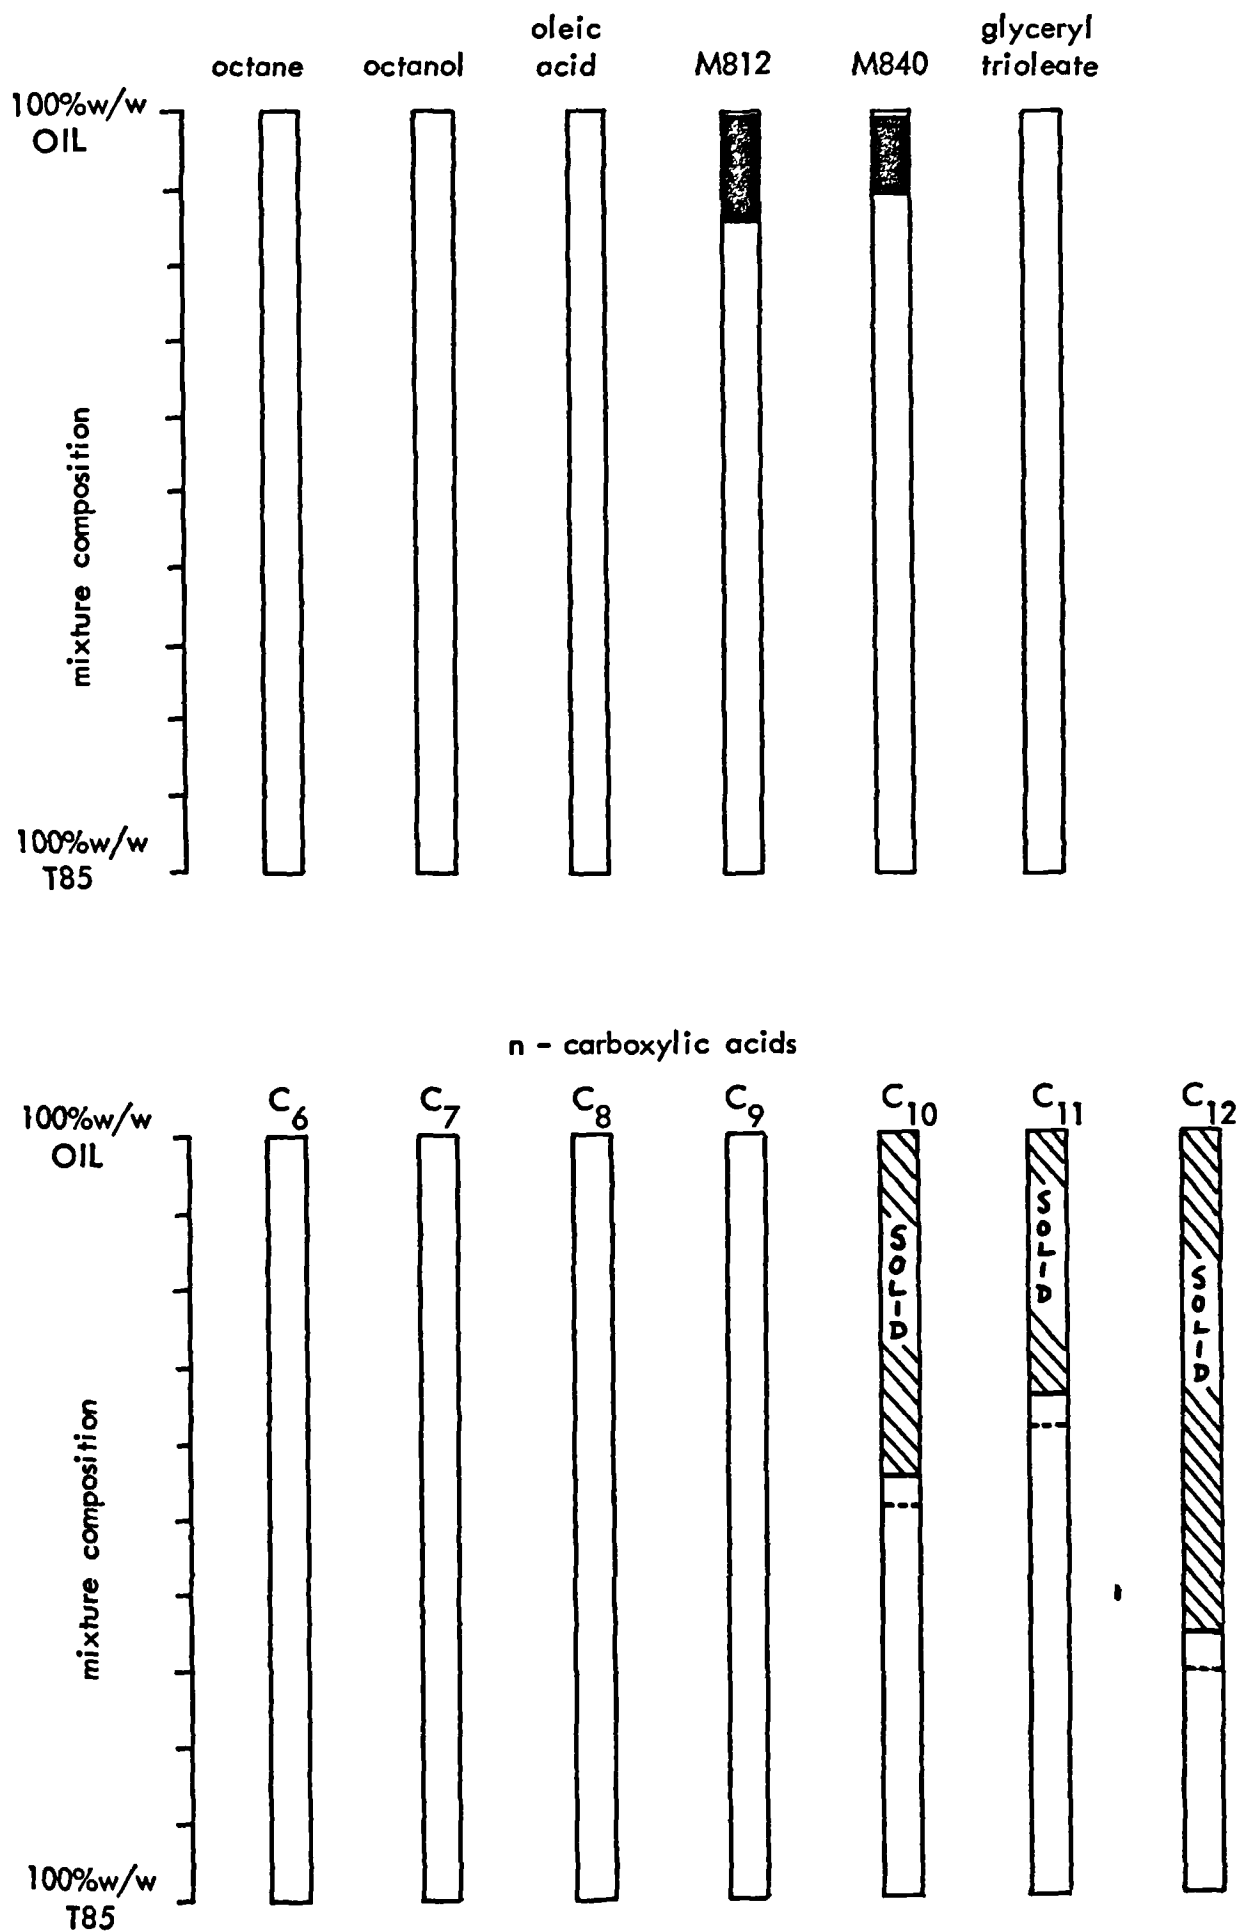 octane octanol oleic acid M812 M840 glyceryl trioleate
100%w/w
OIL
mixture composition
100%w/w
T85
n - carboxylic acids
C6 C7 C8 C9 C10 C11 C12
100%w/w
OIL
SOLID SOLID SOLID
mixture composition
100%w/w
T85